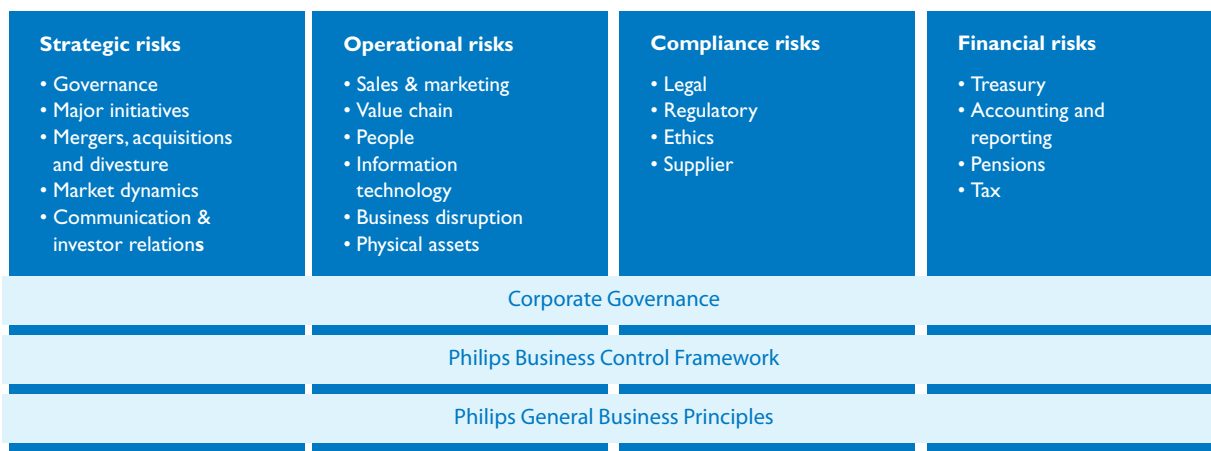 Strategic risks
• Governance
• Major initiatives
• Mergers, acquisitions
and divesture
• Market dynamics
• Communication &
investor relations
Operational risks
• Sales & marketing
• Value chain
• People
• Information
technology
• Business disruption
• Physical assets
Compliance risks
• Legal
• Regulatory
• Ethics
• Supplier
Financial risks
• Treasury
• Accounting and
reporting
• Pensions
• Tax
Corporate Governance
Philips Business Control Framework
Philips General Business Principles